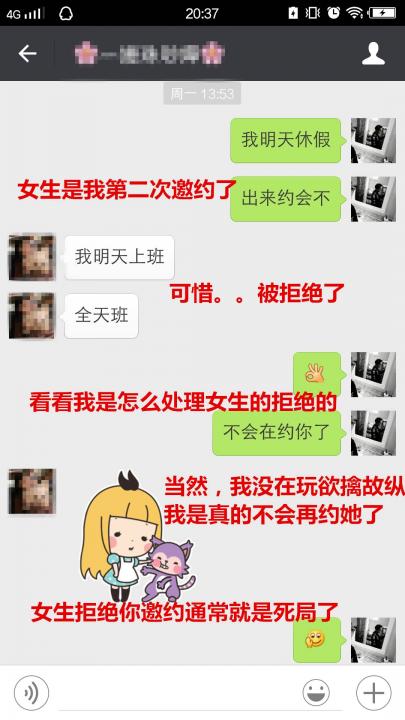 4G 20:37
周一 13:53
我明天休假
女生是我第二次邀约了
出来约会不
我明天上班
可惜。。被拒绝了
全天班
看看我是怎么处理女生的拒绝的
不会在约你了
当然，我没在玩欲擒故纵
我是真的不会再约她了
女生拒绝你邀约通常就是死局了